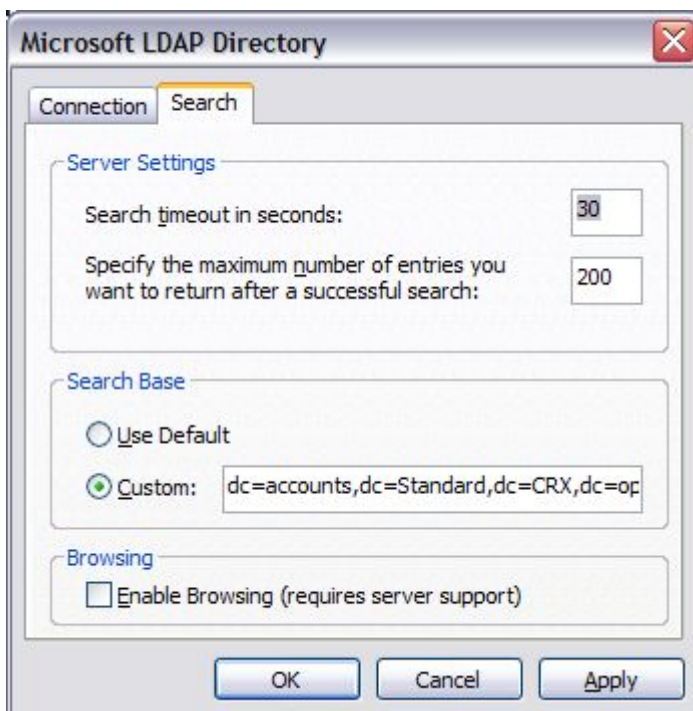 Microsoft LDAP Directory
Connection
Search
Server Settings
Search timeout in seconds:
30
Specify the maximum number of entries you
want to return after a successful search:
200
Search Base
Use Default
Custom:
dc=accounts,dc=Standard,dc=CRX,dc=op
Browsing
Enable Browsing (requires server support)
OK
Cancel
Apply